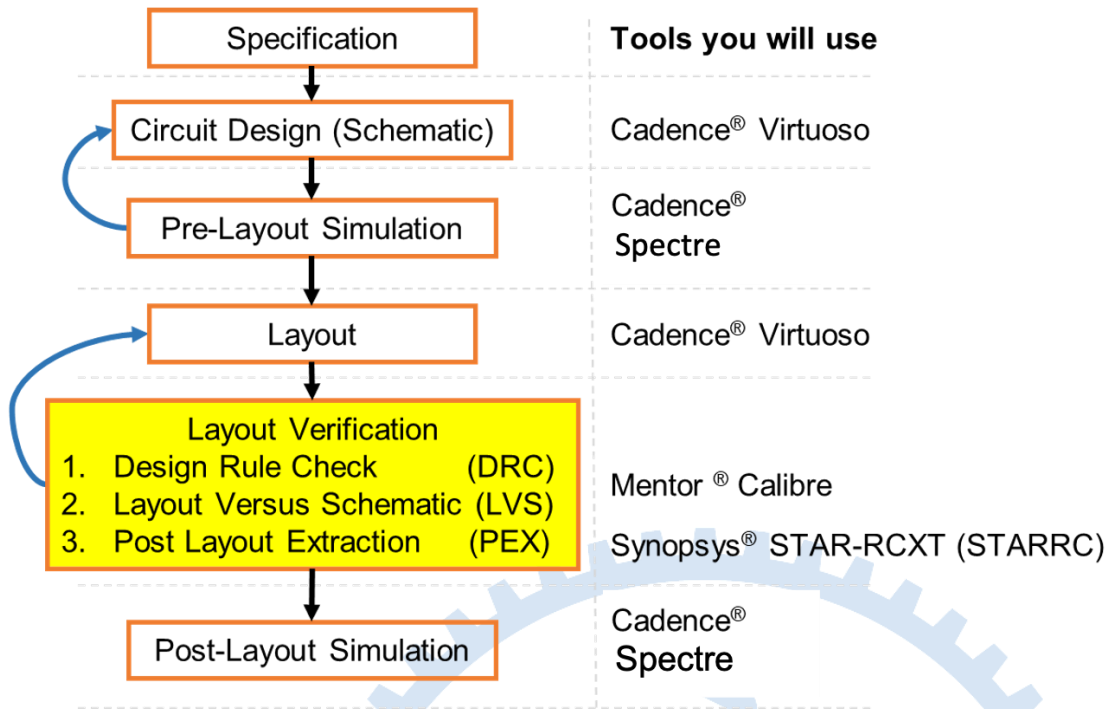 Specification
Tools you will use
Circuit Design (Schematic)
Cadence® Virtuoso
Pre-Layout Simulation
Cadence®
Spectre
Layout
Cadence® Virtuoso
Layout Verification
1. Design Rule Check (DRC)
2. Layout Versus Schematic (LVS)
3. Post Layout Extraction (PEX)
Mentor ® Calibre
Synopsys® STAR-RCXT (STARRC)
Post-Layout Simulation
Cadence®
Spectre